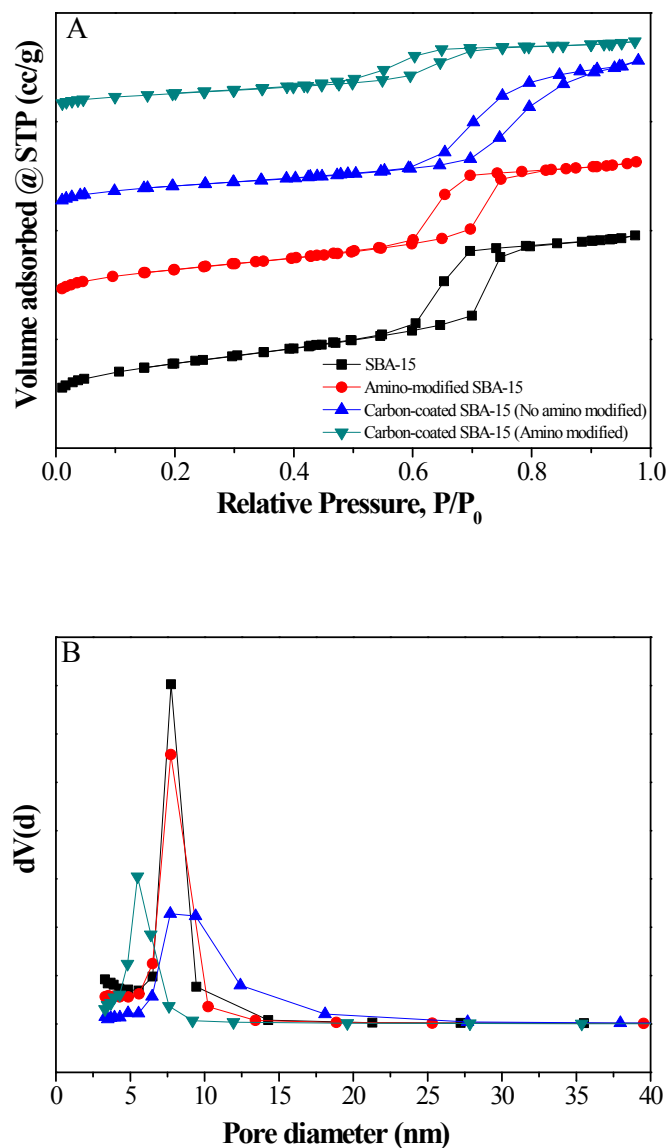 A
Volume adsorbed @ STP (cc/g)
SBA-15
Amino-modified SBA-15
Carbon-coated SBA-15 (No amino modified)
Carbon-coated SBA-15 (Amino modified)
0.0 0.2 0.4 0.6 0.8 1.0
Relative Pressure, P/P₀
B
dV(d)
0 5 10 15 20 25 30 35 40
Pore diameter (nm)